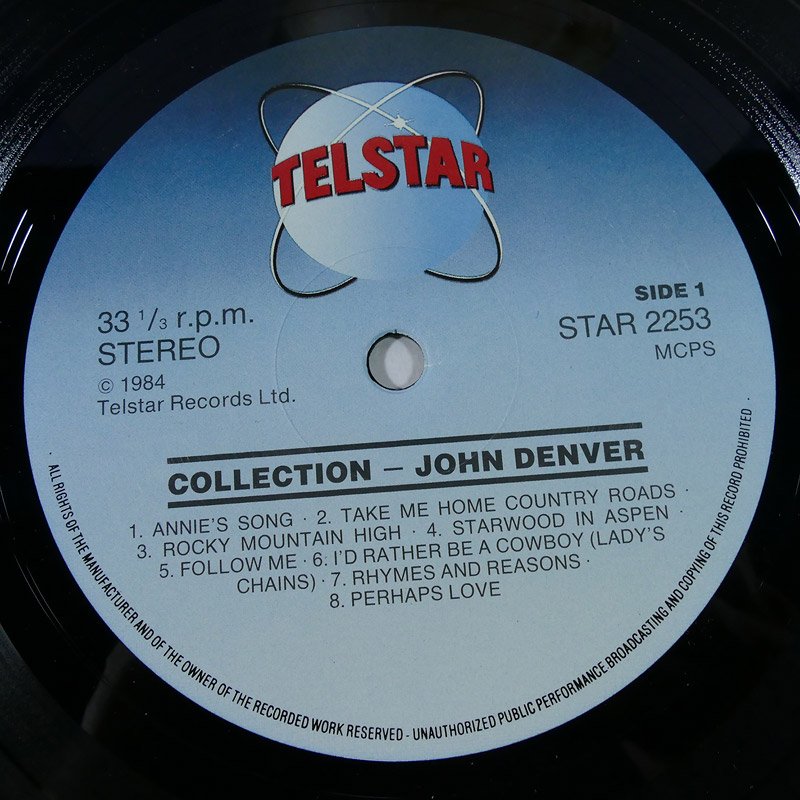 TELSTAR
33 1/3 r.p.m.
STEREO
© 1984
Telstar Records Ltd.
SIDE 1
STAR 2253
MCPS
COLLECTION – JOHN DENVER
1. ANNIE'S SONG · 2. TAKE ME HOME COUNTRY ROADS ·
3. ROCKY MOUNTAIN HIGH · 4. STARWOOD IN ASPEN ·
5. FOLLOW ME · 6. I'D RATHER BE A COWBOY (LADY'S
CHAINS) · 7. RHYMES AND REASONS ·
8. PERHAPS LOVE
· ALL RIGHTS OF THE MANUFACTURER AND OF THE OWNER OF THE RECORDED WORK RESERVED - UNAUTHORIZED PUBLIC PERFORMANCE BROADCASTING AND COPYING OF THIS RECORD PROHIBITED ·